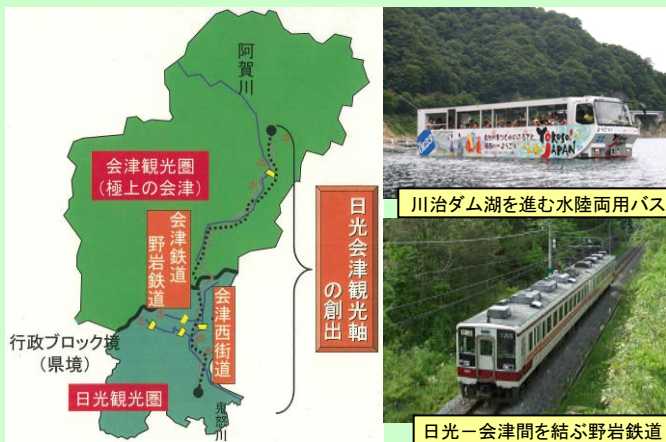 阿賀川
会津観光圏
(極上の会津)
会津鉄道
野岩鉄道
日光会津観光軸
の創出
会津西街道
行政ブロック境
(県境)
日光観光圏
鬼怒川
Yokoso!
JAPAN
川治ダム湖を進む水陸両用バス
日光－会津間を結ぶ野岩鉄道